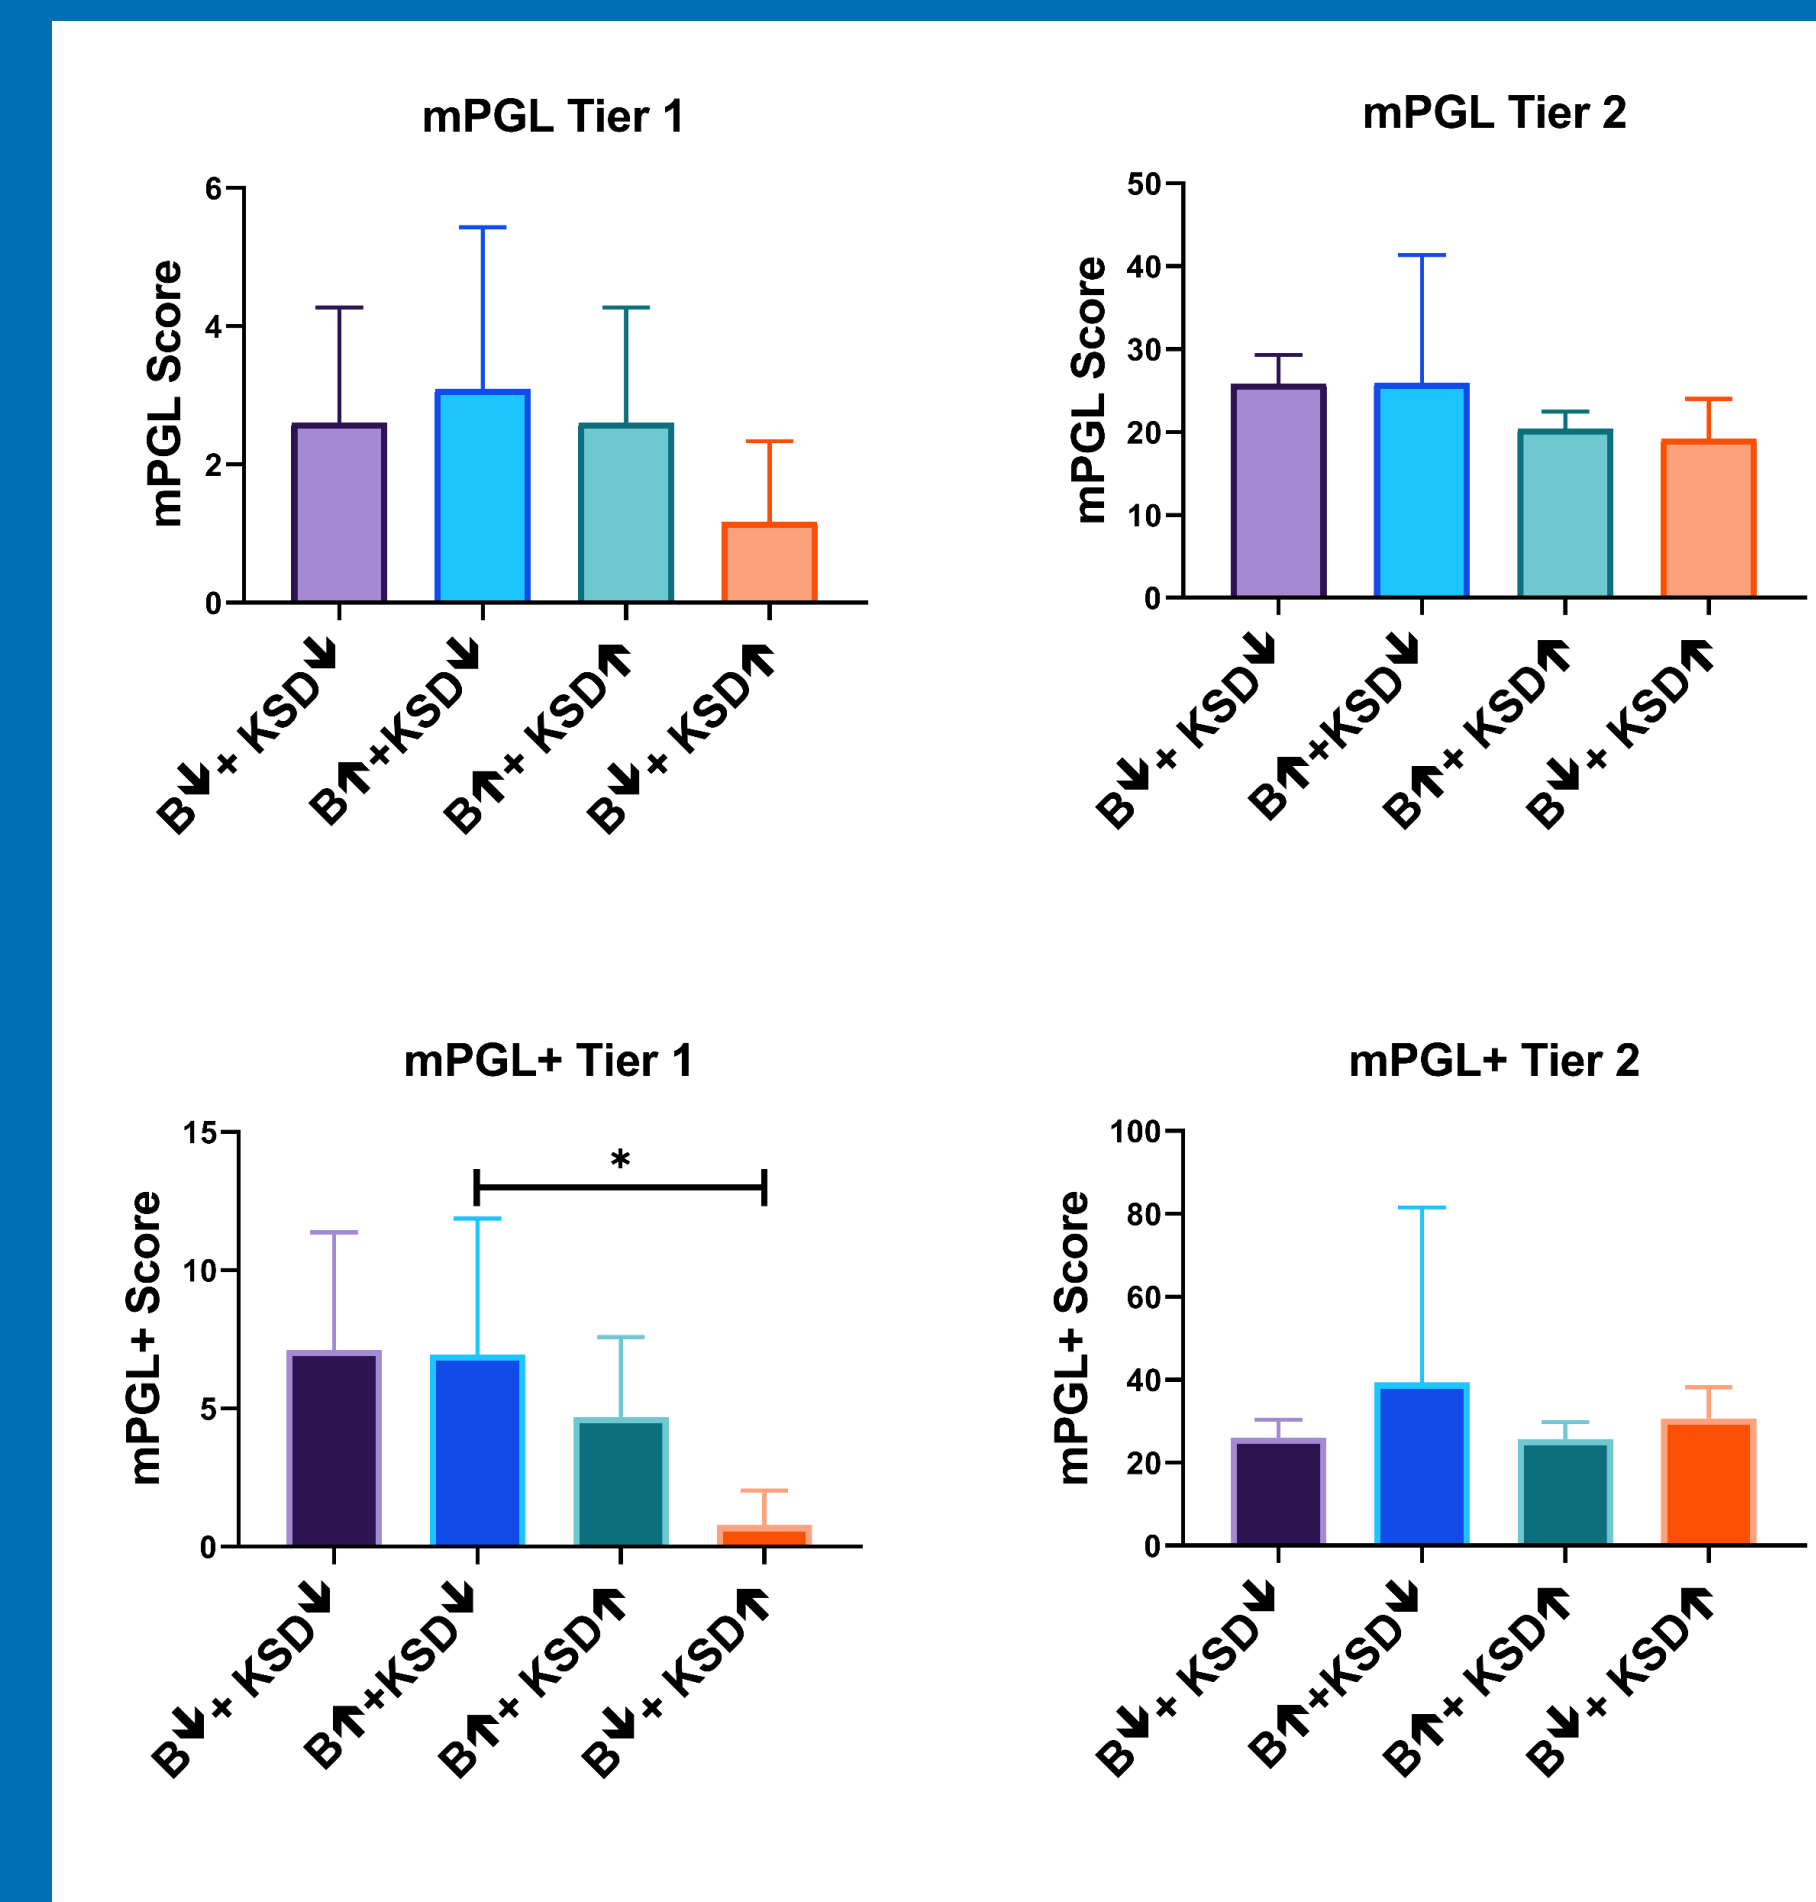 mPGL Tier 1
mPGL Score
6
4
2
0
B↘+ KSD↘
B↗+KSD↘
B↗+ KSD↗
B↘+ KSD↗
mPGL Tier 2
mPGL Score
50
40
30
20
10
0
B↘+ KSD↘
B↗+KSD↘
B↗+ KSD↗
B↘+ KSD↗
mPGL+ Tier 1
mPGL+ Score
15
10
5
0
*
B↘+ KSD↘
B↗+KSD↘
B↗+ KSD↗
B↘+ KSD↗
mPGL+ Tier 2
mPGL+ Score
100
80
60
40
20
0
B↘+ KSD↘
B↗+KSD↘
B↗+ KSD↗
B↘+ KSD↗